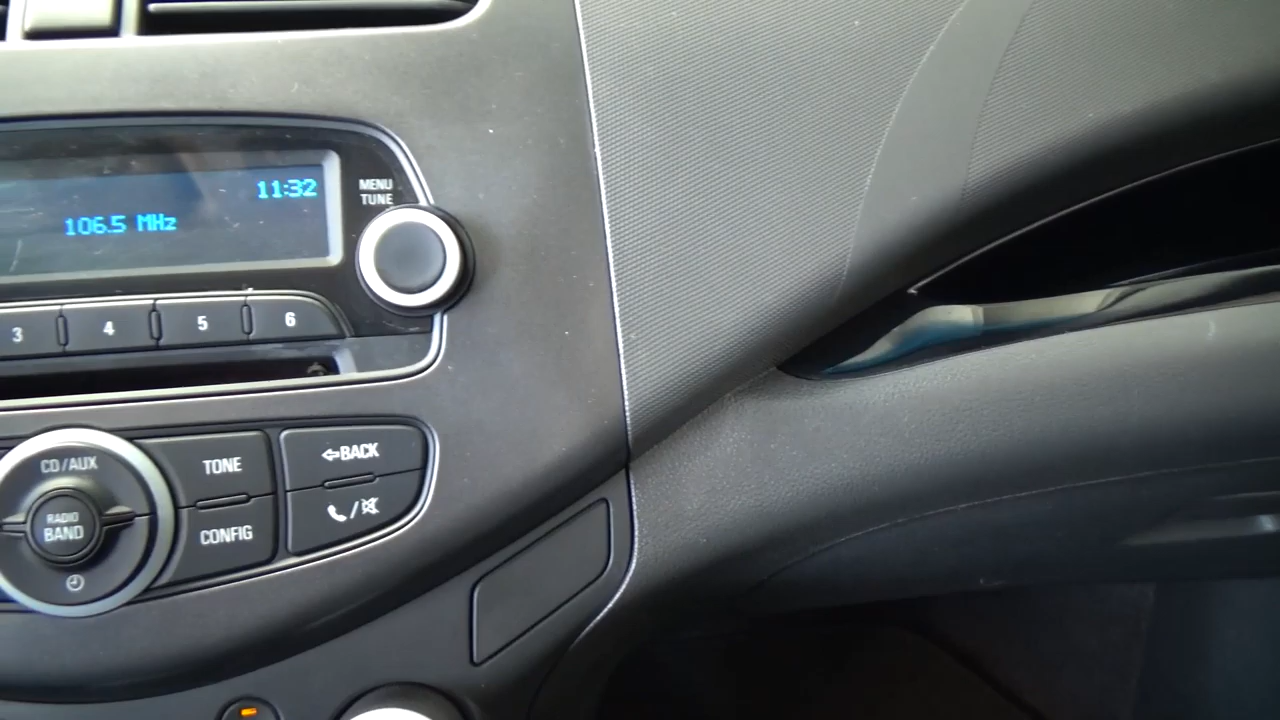 11:32
106.5 MHz
MENU
TUNE
3 4 5 6
CD/AUX
RADIO
BAND
TONE
BACK
CONFIG